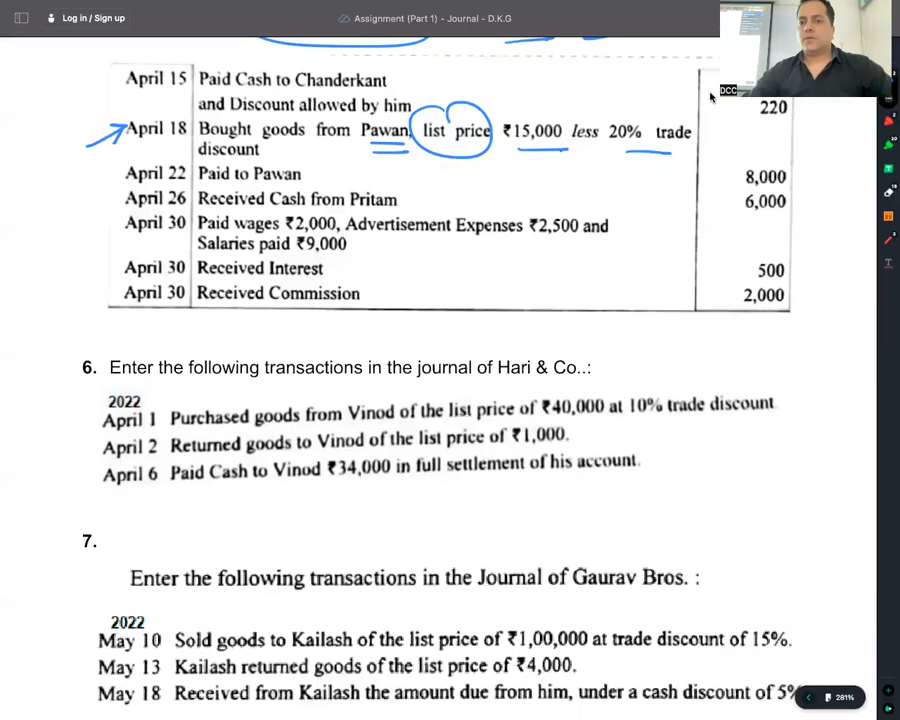 Log in / Sign up
Assignment (Part 1) - Journal - D.K.G
DCC
April 15 Paid Cash to Chanderkant
and Discount allowed by him 220
April 18 Bought goods from Pawan, list price ₹15,000 less 20% trade
discount
April 22 Paid to Pawan 8,000
April 26 Received Cash from Pritam 6,000
April 30 Paid wages ₹2,000, Advertisement Expenses ₹2,500 and
Salaries paid ₹9,000
April 30 Received Interest 500
April 30 Received Commission 2,000
6. Enter the following transactions in the journal of Hari & Co..:
2022
April 1 Purchased goods from Vinod of the list price of ₹40,000 at 10% trade discount
April 2 Returned goods to Vinod of the list price of ₹1,000.
April 6 Paid Cash to Vinod ₹34,000 in full settlement of his account.
7.
Enter the following transactions in the Journal of Gaurav Bros. :
2022
May 10 Sold goods to Kailash of the list price of ₹1,00,000 at trade discount of 15%.
May 13 Kailash returned goods of the list price of ₹4,000.
May 18 Received from Kailash the amount due from him, under a cash discount of 5%
281%